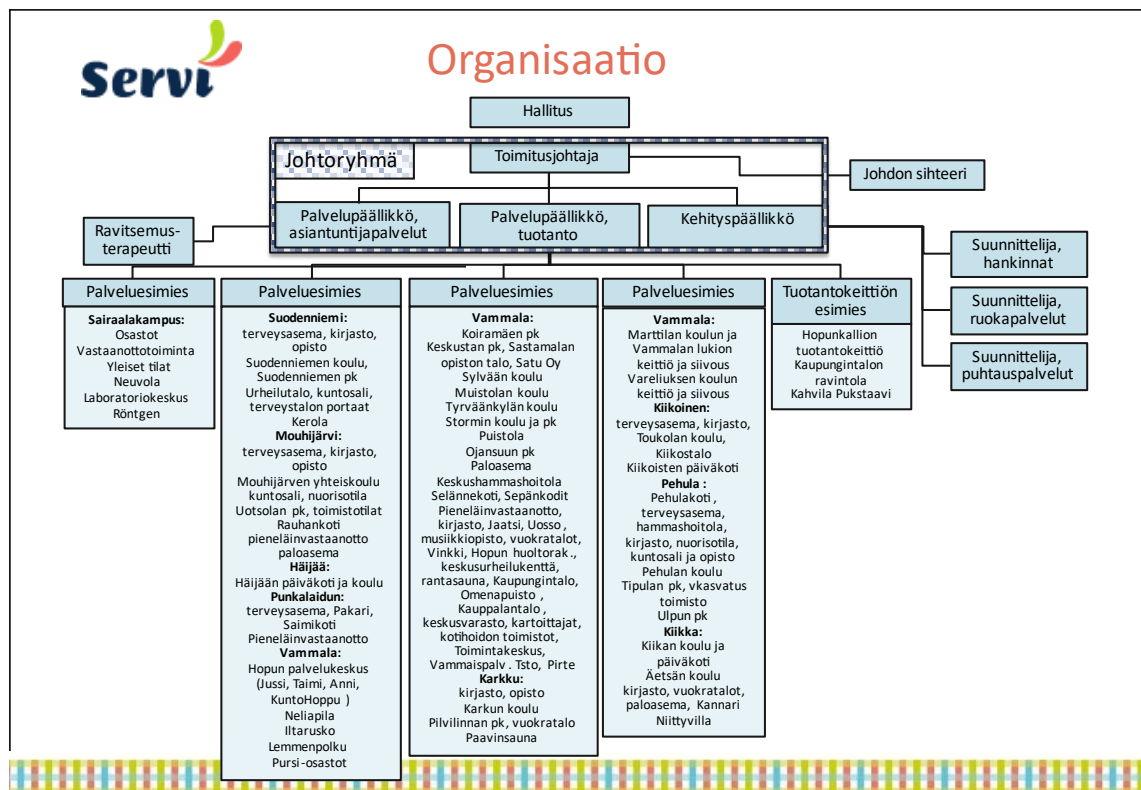 Servi
Organisaatio
Hallitus
Johtoryhmä
Toimitusjohtaja
Johdon sihteeri
Palvelupäällikkö,
asiantuntijapalvelut
Palvelupäällikkö,
tuotanto
Kehityspäällikkö
Ravitsemus-
terapeutti
Suunnittelija,
hankinnat
Suunnittelija,
ruokapalvelut
Suunnittelija,
puhtauspalvelut
Palveluesimies
Sairaalakampus:
Osastot
Vastaanottotoiminta
Yleiset tilat
Neuvola
Laboratoriokeskus
Röntgen
Palveluesimies
Suodenniemi:
terveysasema, kirjasto,
opisto
Suodenniemen koulu,
Suodenniemen pk
Urheilutalo, kuntosali,
terveystalon portaat
Kerola
Mouhijärvi:
terveysasema, kirjasto,
opisto
Mouhijärven yhteiskoulu
kuntosali, nuorisotila
Uotsolan pk, toimistotilat
Rauhankoti
pieneläinvastaanotto
paloasema
Häijää:
Häijään päiväkoti ja koulu
Punkalaidun:
terveysasema, Pakari,
Saimikoti
Pieneläinvastaanotto
Vammala:
Hopun palvelukeskus
(Jussi, Taimi, Anni,
KuntoHoppu )
Neliapila
Iltarusko
Lemmenpolku
Pursi-osastot
Palveluesimies
Vammala:
Koiramäen pk
Keskustan pk, Sastamalan
opiston talo, Satu Oy
Sylvään koulu
Muistolan koulu
Tyrväänkylän koulu
Stormin koulu ja pk
Puistola
Ojansuun pk
Paloasema
Keskushammashoitola
Selännekoti, Sepänkodit
Pieneläinvastaanotto,
kirjasto, Jaatsi, Uosso ,
musiikkiopisto, vuokratalot,
Vinkki, Hopun huoltorak .,
keskusurheilukenttä,
rantasauna, Kaupungintalo,
Omenapuisto ,
Kauppalantalo ,
keskusvarasto, kartoittajat,
kotihoidon toimistot,
Toimintakeskus,
Vammaispalv . Tsto, Pirte
Karkku:
kirjasto, opisto
Karkun koulu
Pilvilinnan pk, vuokratalo
Paavinsauna
Palveluesimies
Vammala:
Marttilan koulun ja
Vammalan lukion
keittiö ja siivous
Vareliuksen koulun
keittiö ja siivous
Kiikoinen:
terveysasema, kirjasto,
Toukolan koulu,
Kiikostalo
Kiikoisten päiväkoti
Pehula :
Pehulakoti ,
terveysasema,
hammashoitola,
kirjasto, nuorisotila,
kuntosali ja opisto
Pehulan koulu
Tipulan pk, vkasvatus
toimisto
Ulpun pk
Kiikka:
Kiikan koulu ja
päiväkoti
Äetsän koulu
kirjasto, vuokratalot,
paloasema, Kannari
Niittyvilla
Tuotantokeittiön
esimies
Hopunkallion
tuotantokeittiö
Kaupungintalon
ravintola
Kahvila Pukstaavi